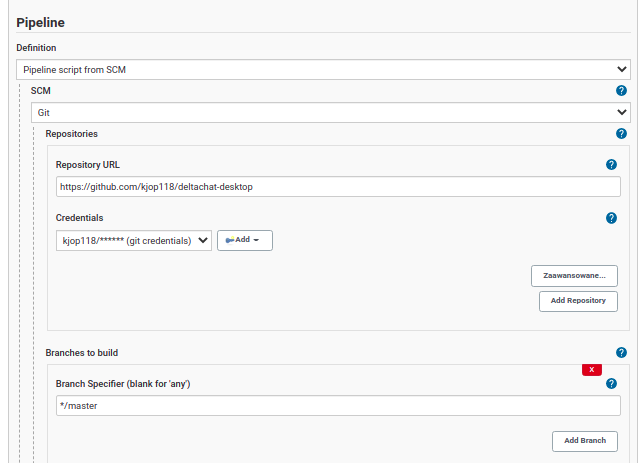 Pipeline
Definition
Pipeline script from SCM
SCM
?
Git
Repositories
?
Repository URL
?
https://github.com/kjop118/deltachat-desktop
Credentials
?
kjop118/****** (git credentials)
Add
Zaawansowane...
Add Repository
Branches to build
?
X
Branch Specifier (blank for 'any')
?
*/master
Add Branch